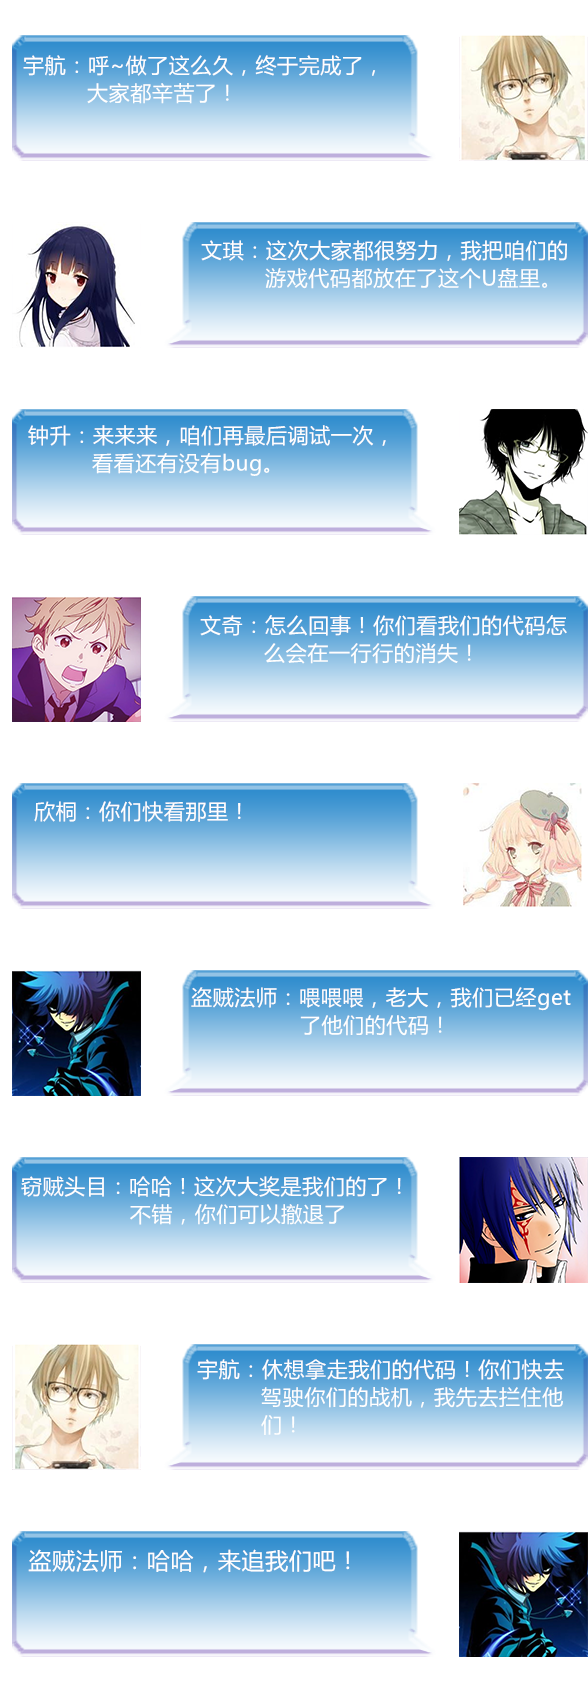 宇航：呼~做了这么久，终于完成了，
大家都辛苦了！
文琪：这次大家都很努力，我把咱们的
游戏代码都放在了这个U盘里。
钟升：来来来，咱们再最后调试一次，
看看还有没有bug。
文奇：怎么回事！你们看我们的代码怎
么会在一行行的消失！
欣桐：你们快看那里！
盗贼法师：喂喂喂，老大，我们已经get
了他们的代码！
窃贼头目：哈哈！这次大奖是我们的了！
不错，你们可以撤退了
宇航：休想拿走我们的代码！你们快去
驾驶你们的战机，我先去拦住他
们！
盗贼法师：哈哈，来追我们吧！